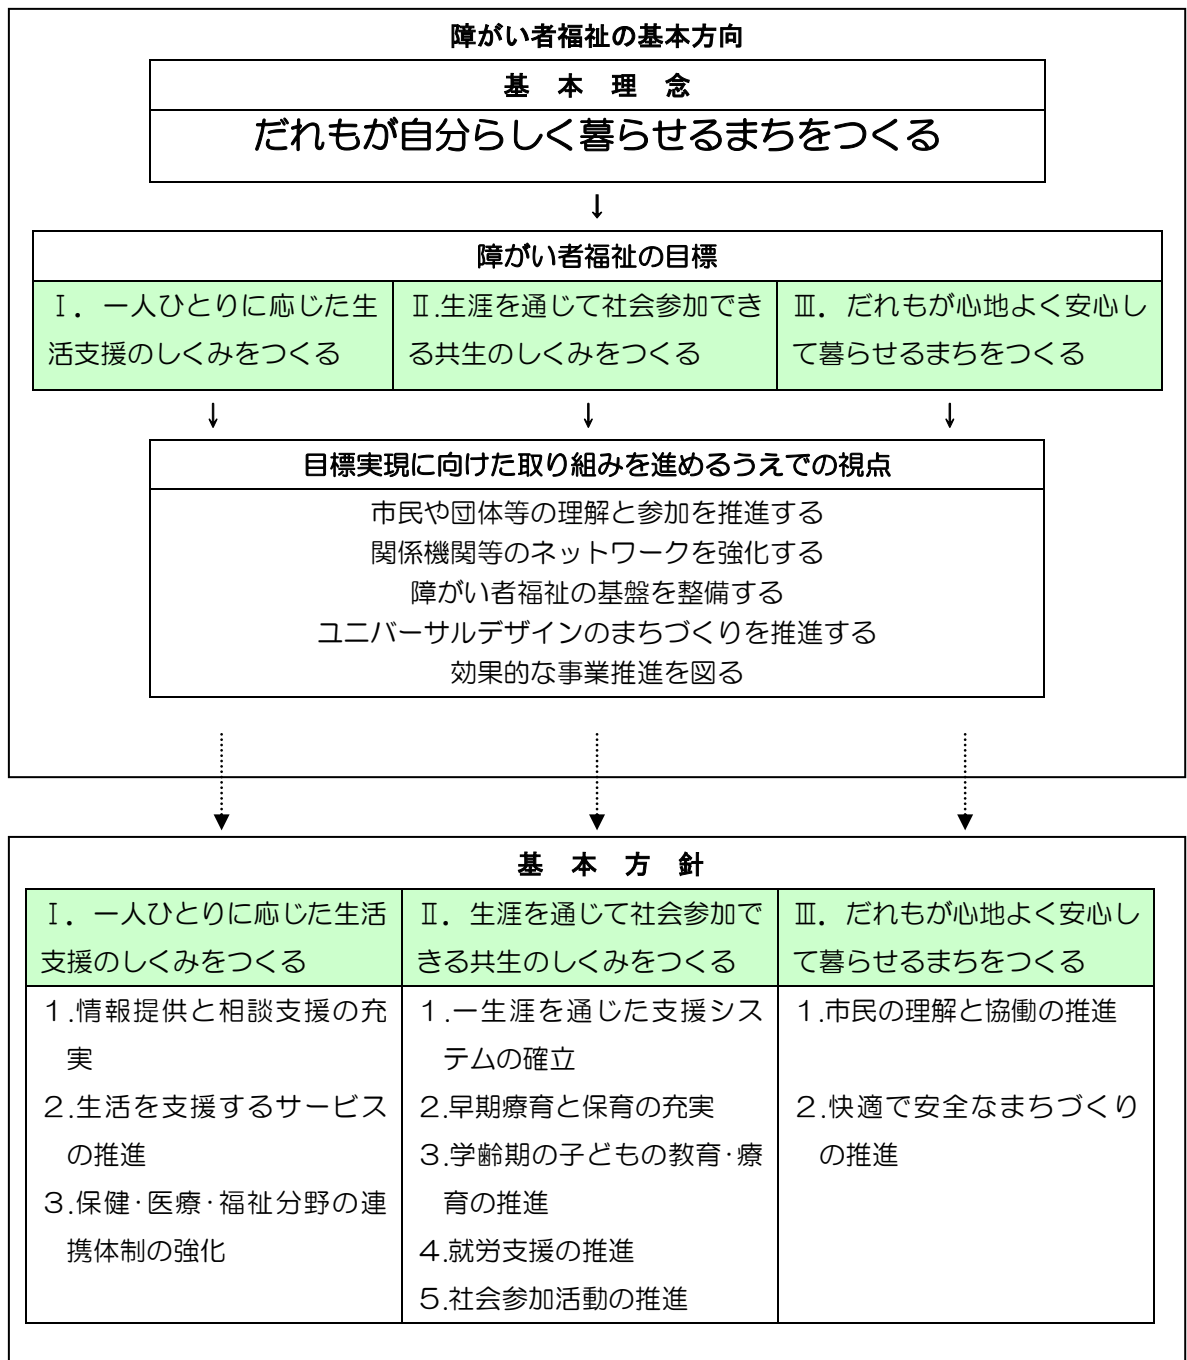 障がい者福祉の基本方向
基 本 理 念
だれもが自分らしく暮らせるまちをつくる
↓
障がい者福祉の目標
Ⅰ．一人ひとりに応じた生
活支援のしくみをつくる
Ⅱ.生涯を通じて社会参加でき
る共生のしくみをつくる
Ⅲ．だれもが心地よく安心し
て暮らせるまちをつくる
↓ ↓ ↓
目標実現に向けた取り組みを進めるうえでの視点
市民や団体等の理解と参加を推進する
関係機関等のネットワークを強化する
障がい者福祉の基盤を整備する
ユニバーサルデザインのまちづくりを推進する
効果的な事業推進を図る
基 本 方 針
Ⅰ．一人ひとりに応じた生活
支援のしくみをつくる
Ⅱ．生涯を通じて社会参加で
きる共生のしくみをつくる
Ⅲ．だれもが心地よく安心し
て暮らせるまちをつくる
１.情報提供と相談支援の充
実
２.生活を支援するサービス
の推進
３.保健･医療･福祉分野の連
携体制の強化
１.一生涯を通じた支援シス
テムの確立
２.早期療育と保育の充実
３.学齢期の子どもの教育･療
育の推進
４.就労支援の推進
５.社会参加活動の推進
１.市民の理解と協働の推進
２.快適で安全なまちづくり
の推進